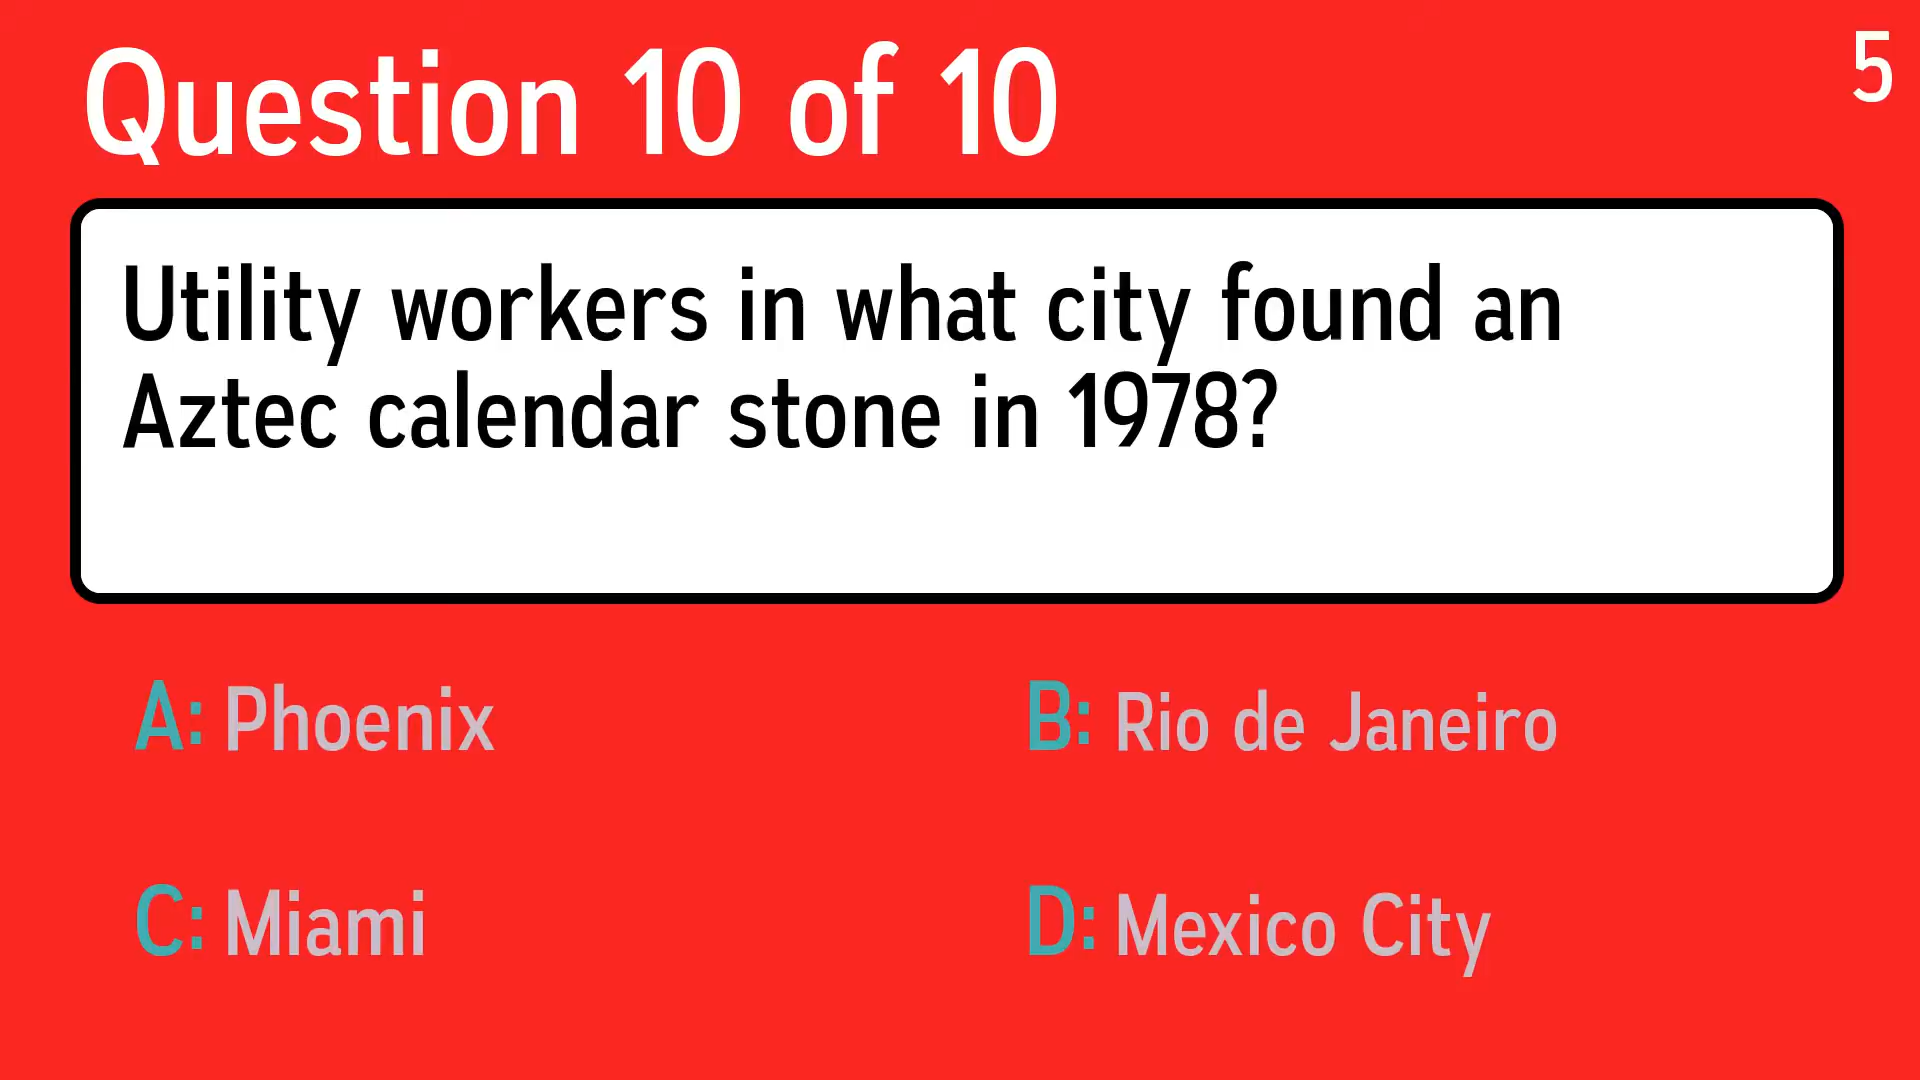 Question 10 of 10
5
Utility workers in what city found an
Aztec calendar stone in 1978?
A: Phoenix
B: Rio de Janeiro
C: Miami
D: Mexico City